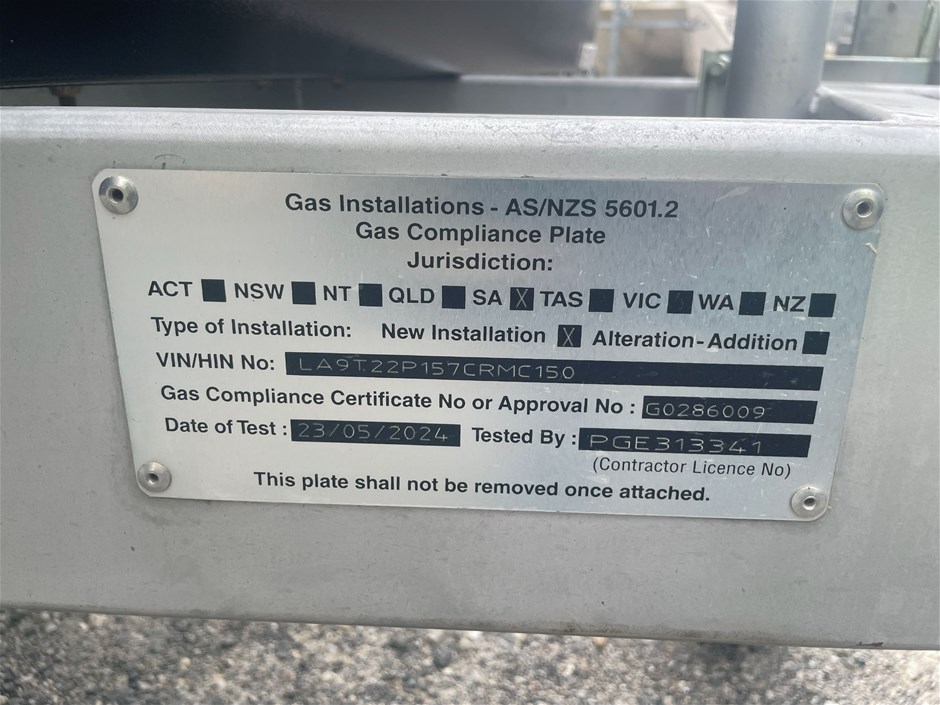 Gas Installations - AS/NZS 5601.2
Gas Compliance Plate
Jurisdiction:
ACT NSW NT QLD SA X TAS VIC WA NZ
Type of Installation: New Installation X Alteration-Addition
VIN/HIN No: LA9T22P157CRMC150
Gas Compliance Certificate No or Approval No : G0286009
Date of Test : 23/05/2024 Tested By : PGE313341
(Contractor Licence No)
This plate shall not be removed once attached.